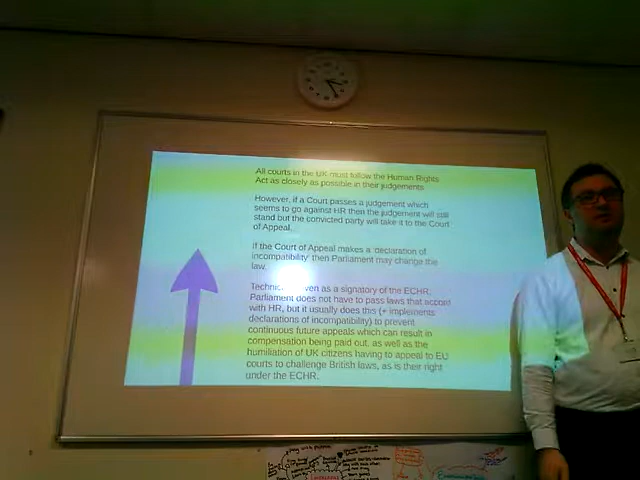 All courts in the UK must follow the Human Rights
Act as closely as possible in their judgements
However, if a Court passes a judgement which
seems to go against HR then the judgement will still
stand but the convicted party will take it to the Court
of Appeal.
If the Court of Appeal makes a 'declaration of
incompatibility' then Parliament may change the
law.
even as a signatory of the ECHR,
Parliament does not have to pass laws that accord
with HR, but it usually does this (+ implements
declarations of incompatibility) to prevent
continuous future appeals which can result in
compensation being paid out, as well as the
humiliation of UK citizens having to appeal to EU
courts to challenge British laws, as is their right
under the ECHR.